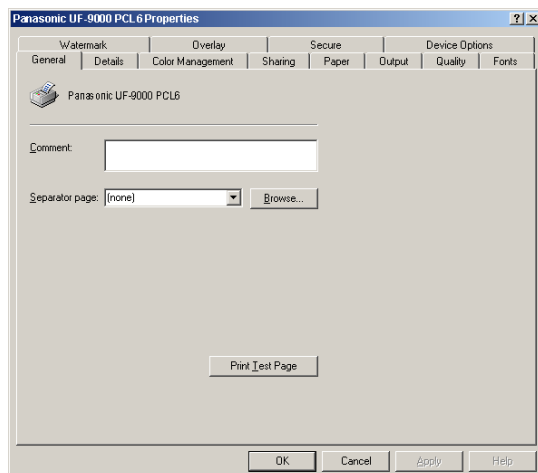 Panasonic UF-9000 PCL6 Properties
Watermark Overlay Secure Device Options
General Details Color Management Sharing Paper Output Quality Fonts
Panasonic UF-9000 PCL6
Comment:
Separator page: (none) Browse...
Print Test Page
OK Cancel Apply Help